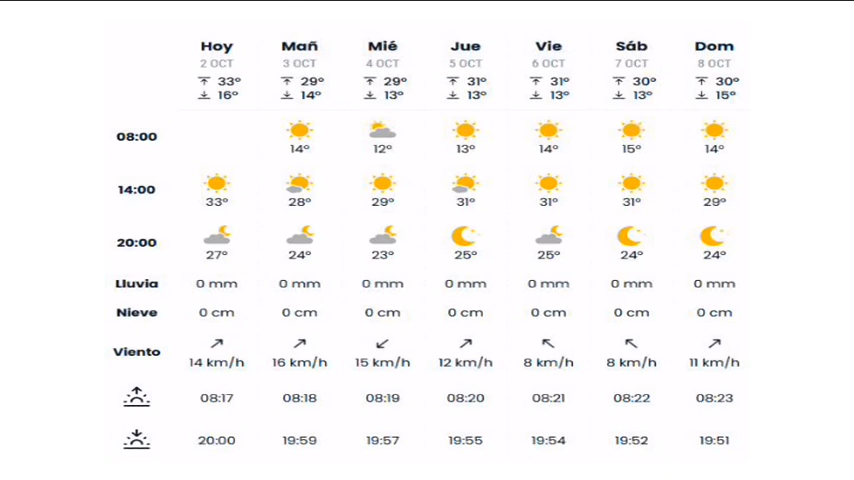 Hoy Mañ Mié Jue Vie Sáb Dom
2 OCT 3 OCT 4 OCT 5 OCT 6 OCT 7 OCT 8 OCT
33° 29° 29° 31° 31° 30° 30°
16° 14° 13° 13° 13° 13° 15°
08:00 14° 12° 13° 14° 15° 14°
14:00 33° 28° 29° 31° 31° 31° 29°
20:00 27° 24° 23° 25° 25° 24° 24°
Lluvia 0 mm 0 mm 0 mm 0 mm 0 mm 0 mm 0 mm
Nieve 0 cm 0 cm 0 cm 0 cm 0 cm 0 cm 0 cm
Viento 14 km/h 16 km/h 15 km/h 12 km/h 8 km/h 8 km/h 11 km/h
08:17 08:18 08:19 08:20 08:21 08:22 08:23
20:00 19:59 19:57 19:55 19:54 19:52 19:51